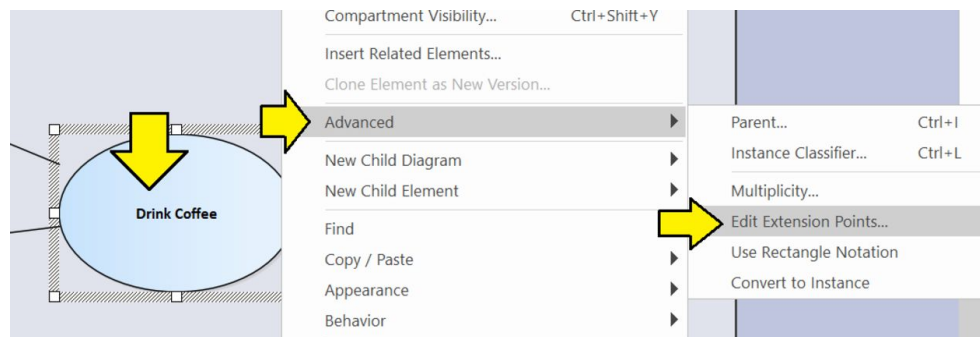 Compartment Visibility... Ctrl+Shift+Y
Insert Related Elements...
Clone Element as New Version...
Advanced
New Child Diagram
New Child Element
Find
Copy / Paste
Appearance
Behavior
Drink Coffee
Parent... Ctrl+I
Instance Classifier... Ctrl+L
Multiplicity...
Edit Extension Points...
Use Rectangle Notation
Convert to Instance